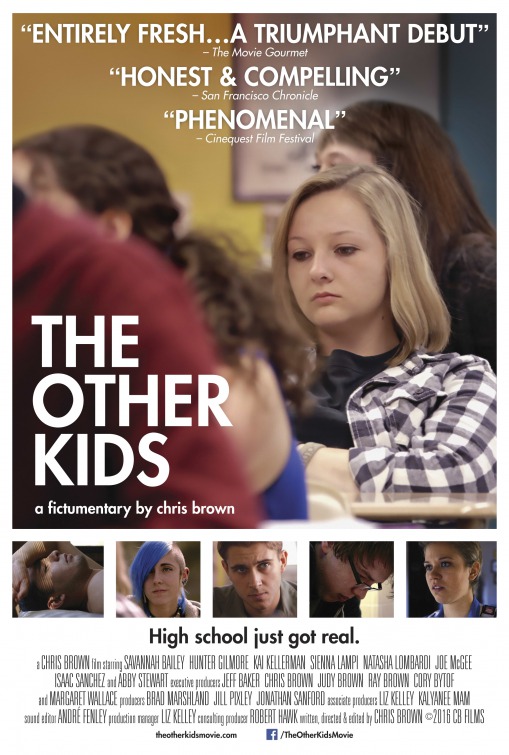 “ENTIRELY FRESH...A TRIUMPHANT DEBUT”
– The Movie Gourmet
“HONEST & COMPELLING”
– San Francisco Chronicle
“PHENOMENAL”
– Cinequest Film Festival
THE
OTHER
KIDS
a fictumentary by chris brown
High school just got real.
a CHRIS BROWN film starring SAVANNAH BAILEY HUNTER GILMORE KAI KELLERMAN SIENNA LAMPI NATASHA LOMBARDI JOE McGEE
ISAAC SANCHEZ and ABBY STEWART executive producers JEFF BAKER CHRIS BROWN JUDY BROWN RAY BROWN CORY BYTOF
and MARGARET WALLACE producers BRAD MARSHLAND JILL PIXLEY JONATHAN SANFORD associate producers LIZ KELLEY KALYANEE MAM
sound editor ANDRÉ FENLEY production manager LIZ KELLEY consulting producer ROBERT HAWK written, directed & edited by CHRIS BROWN ©2016 CB FILMS
theotherkidsmovie.com f /TheOtherKidsMovie